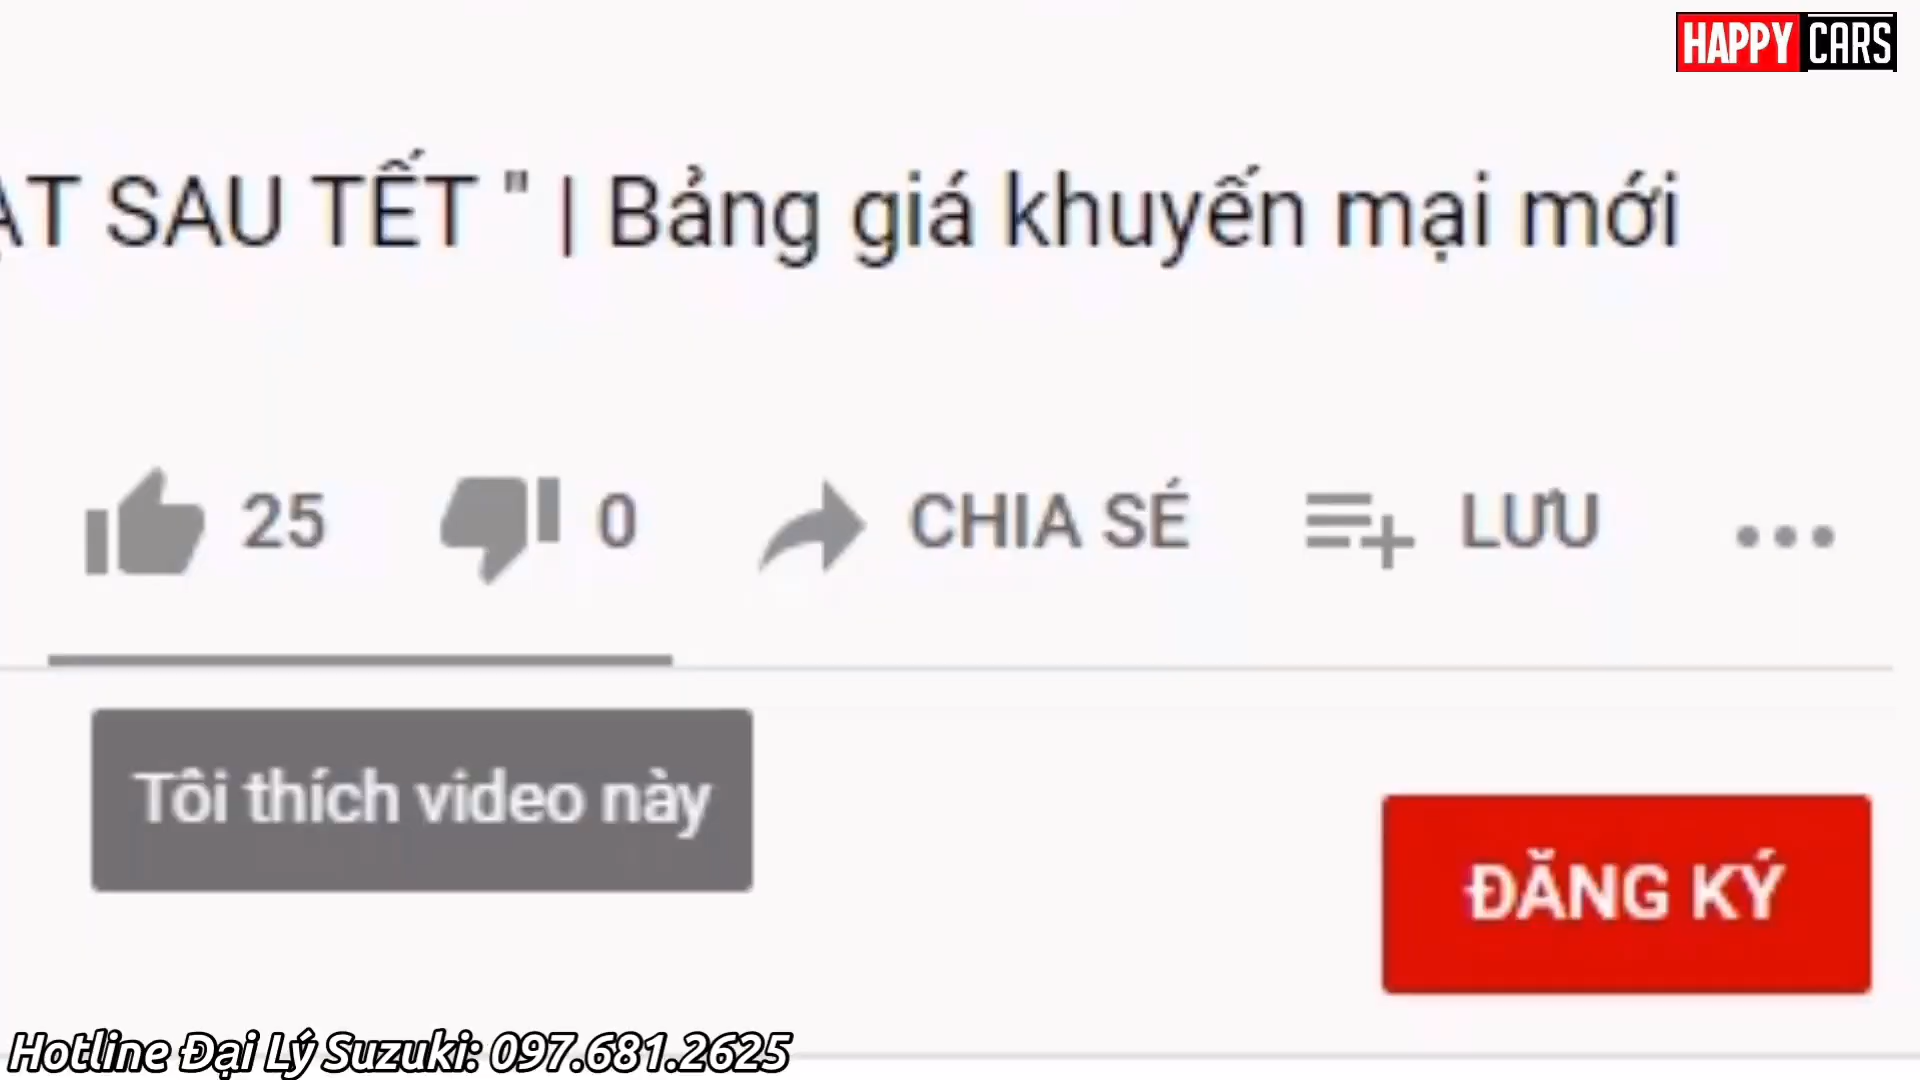 HAPPY CARS
SAU TẾT " | Bảng giá khuyến mại mới
25 0 CHIA SẺ LƯU
Tôi thích video này
ĐĂNG KÝ
Hotline Đại Lý Suzuki: 097.681.2625